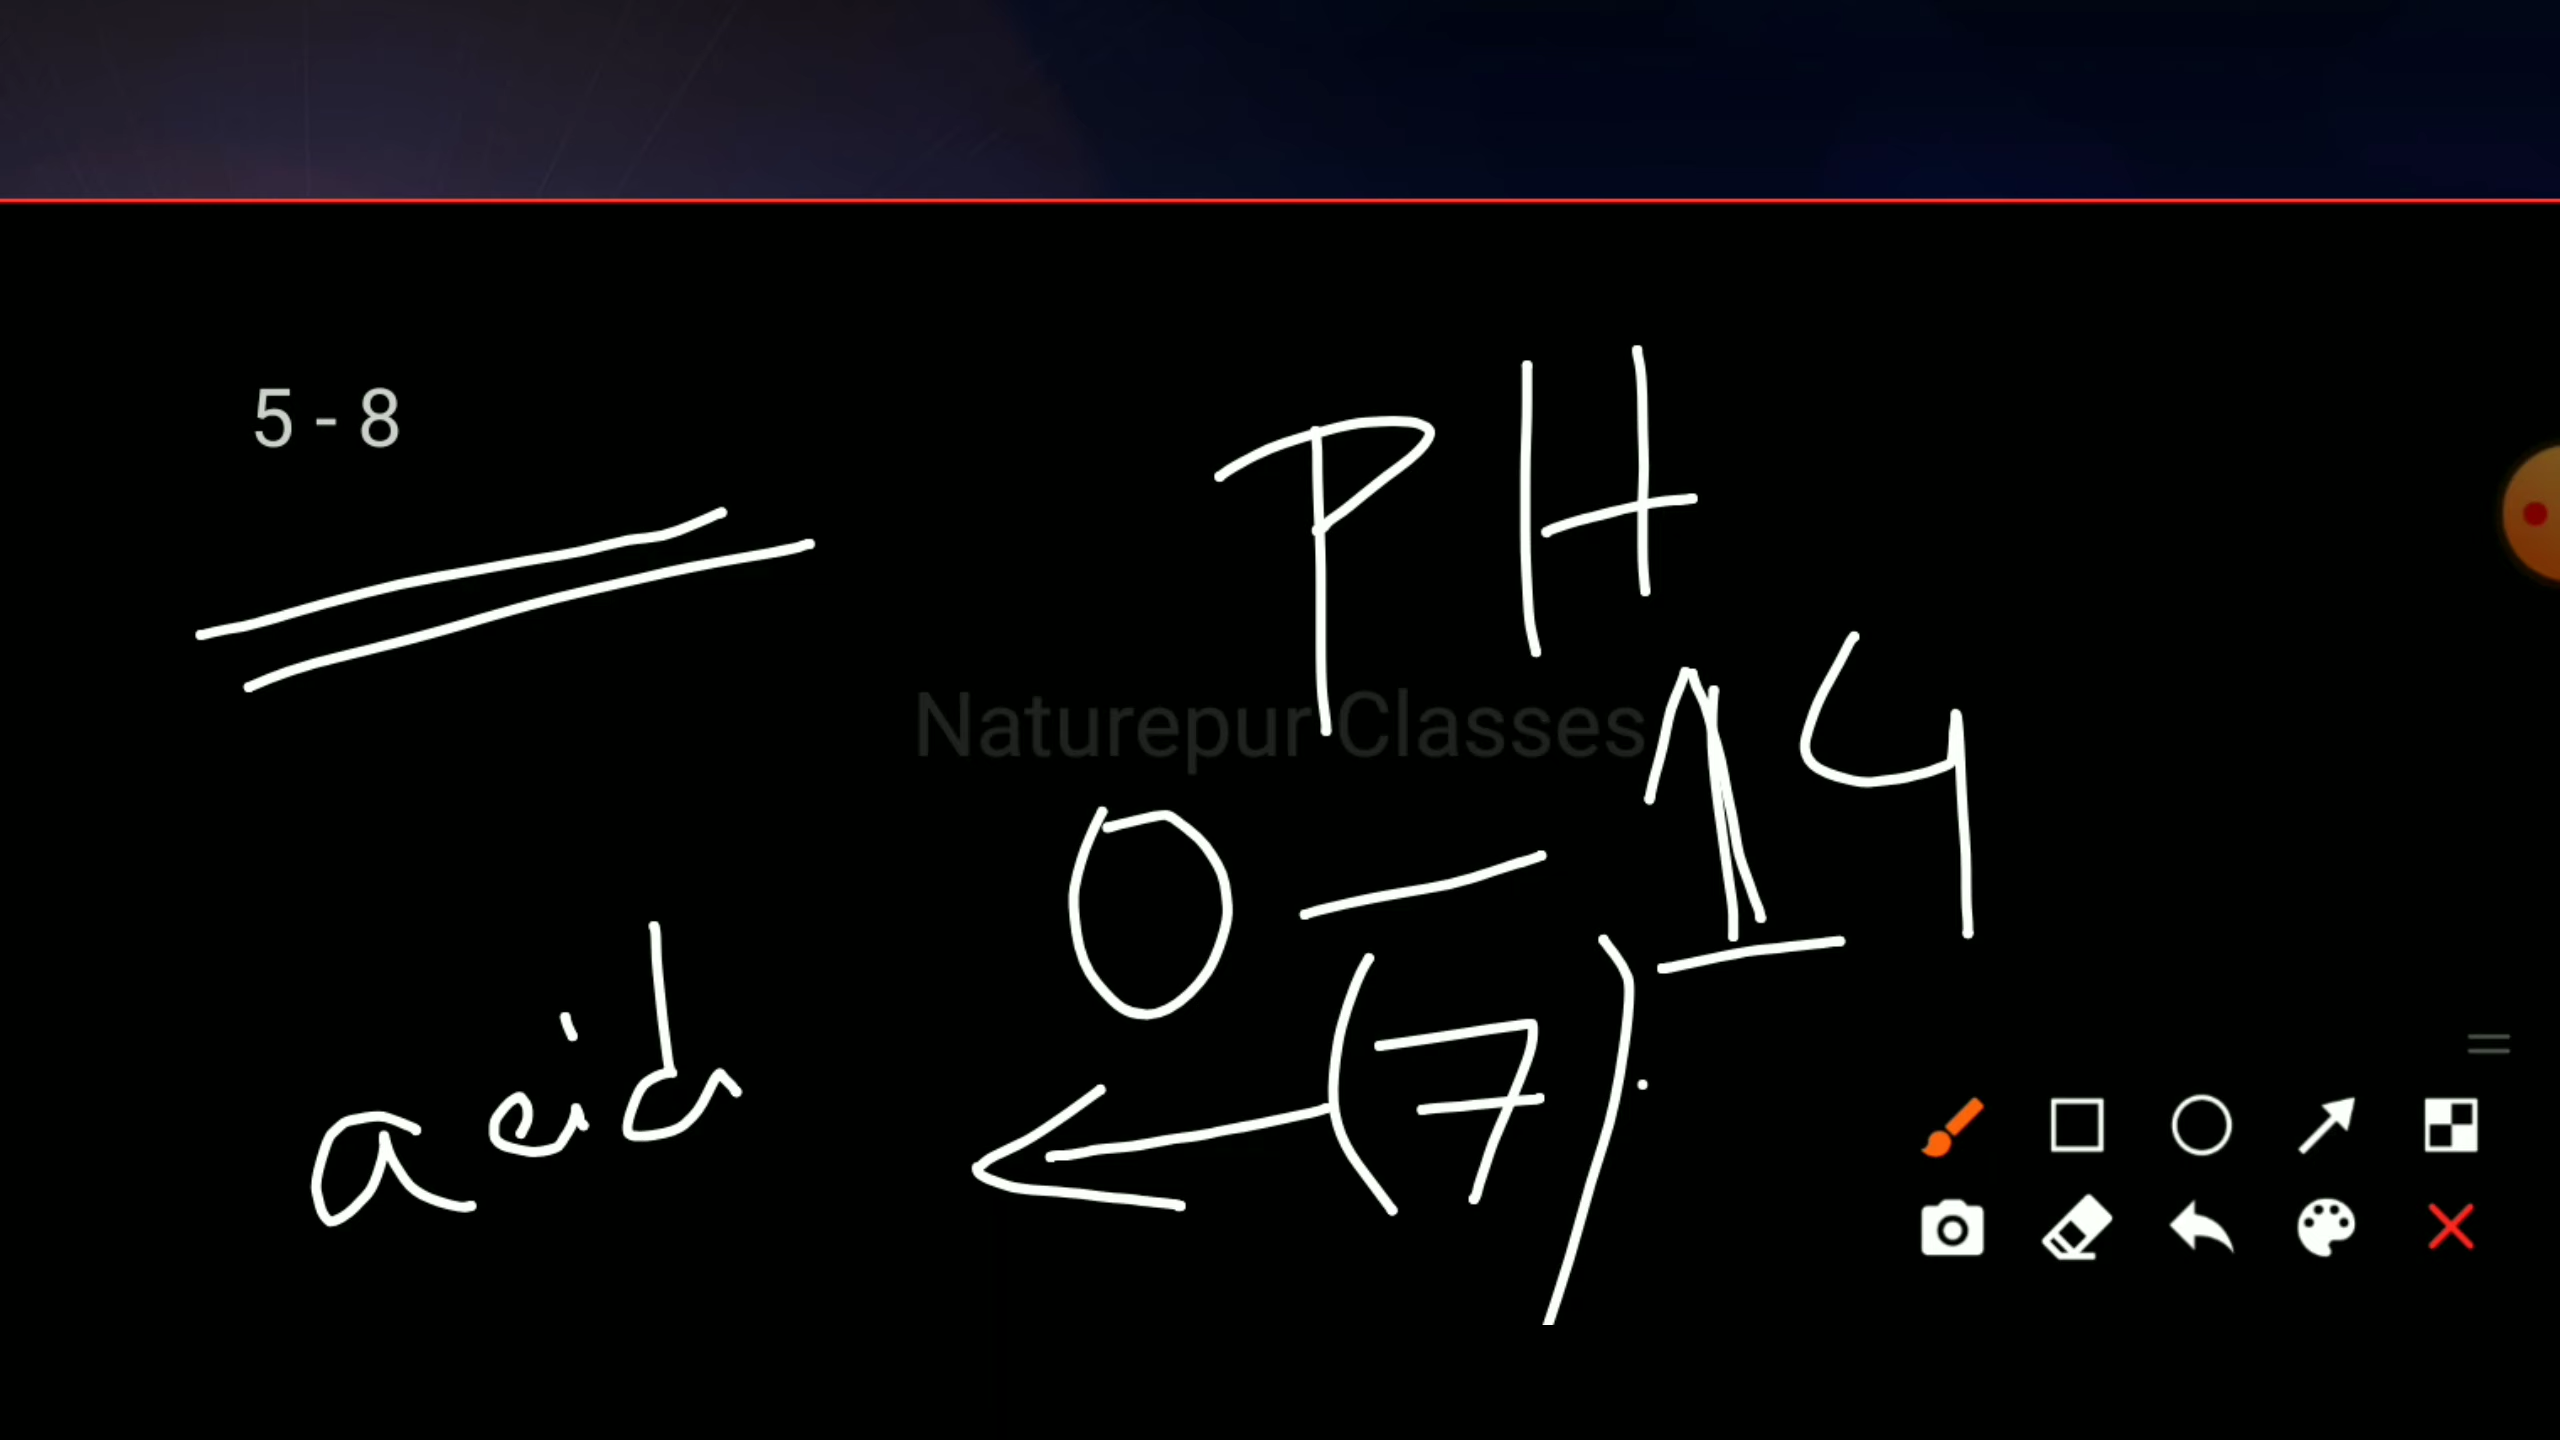 5 - 8
PH
Naturepur Classes
0 - 14
acid ← (7)